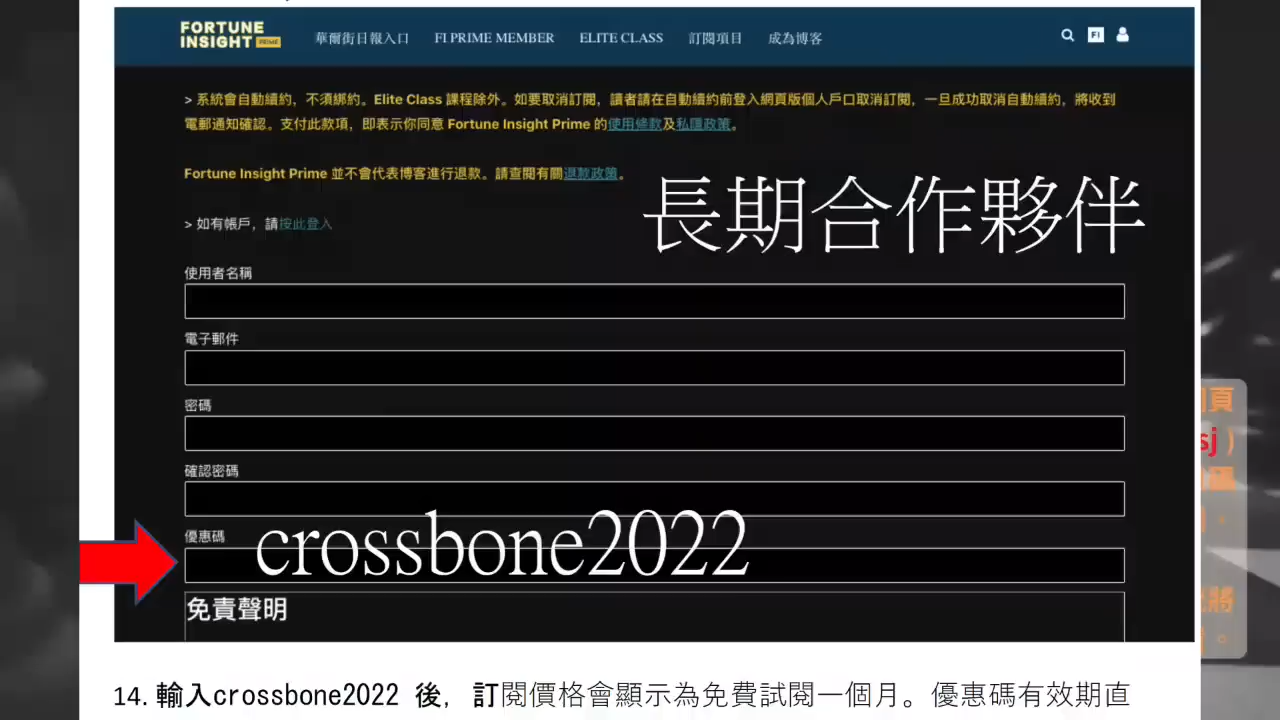 FORTUNE
INSIGHT PRIME
華爾街日報入口 FI PRIME MEMBER ELITE CLASS 訂閱項目 成為博客
FI
> 系統會自動續約，不須綁約。Elite Class 課程除外。如要取消訂閱，讀者請在自動續約前登入網頁版個人戶口取消訂閱，一旦成功取消自動續約，將收到
電郵通知確認。支付此款項，即表示你同意 Fortune Insight Prime 的使用條款及私隱政策。
Fortune Insight Prime 並不會代表博客進行退款。請查閱有關退款政策。
長期合作夥伴
> 如有帳戶，請按此登入
使用者名稱
電子郵件
密碼
確認密碼
優惠碼
crossbone2022
免責聲明
14. 輸入crossbone2022 後，訂閱價格會顯示為免費試閱一個月。優惠碼有效期直
頁
sj )
將